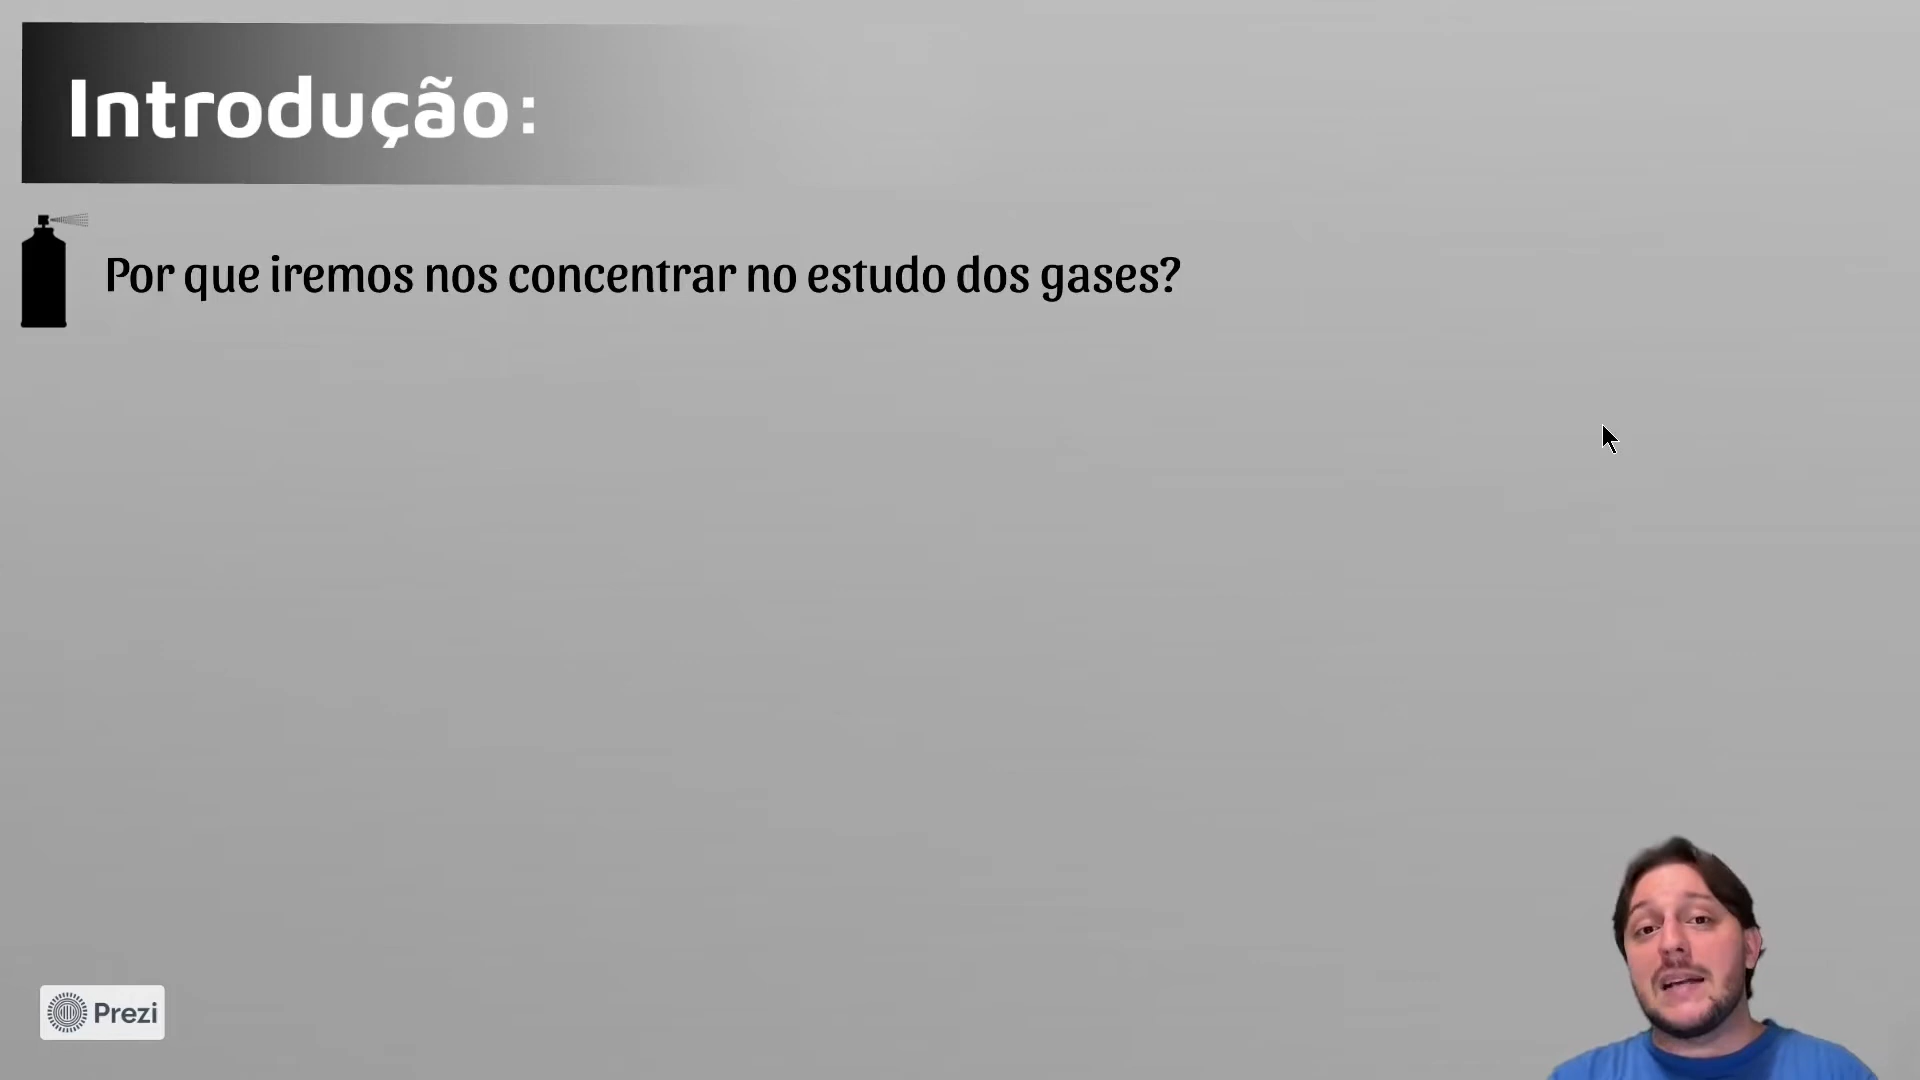 Introdução:
Por que iremos nos concentrar no estudo dos gases?
Prezi